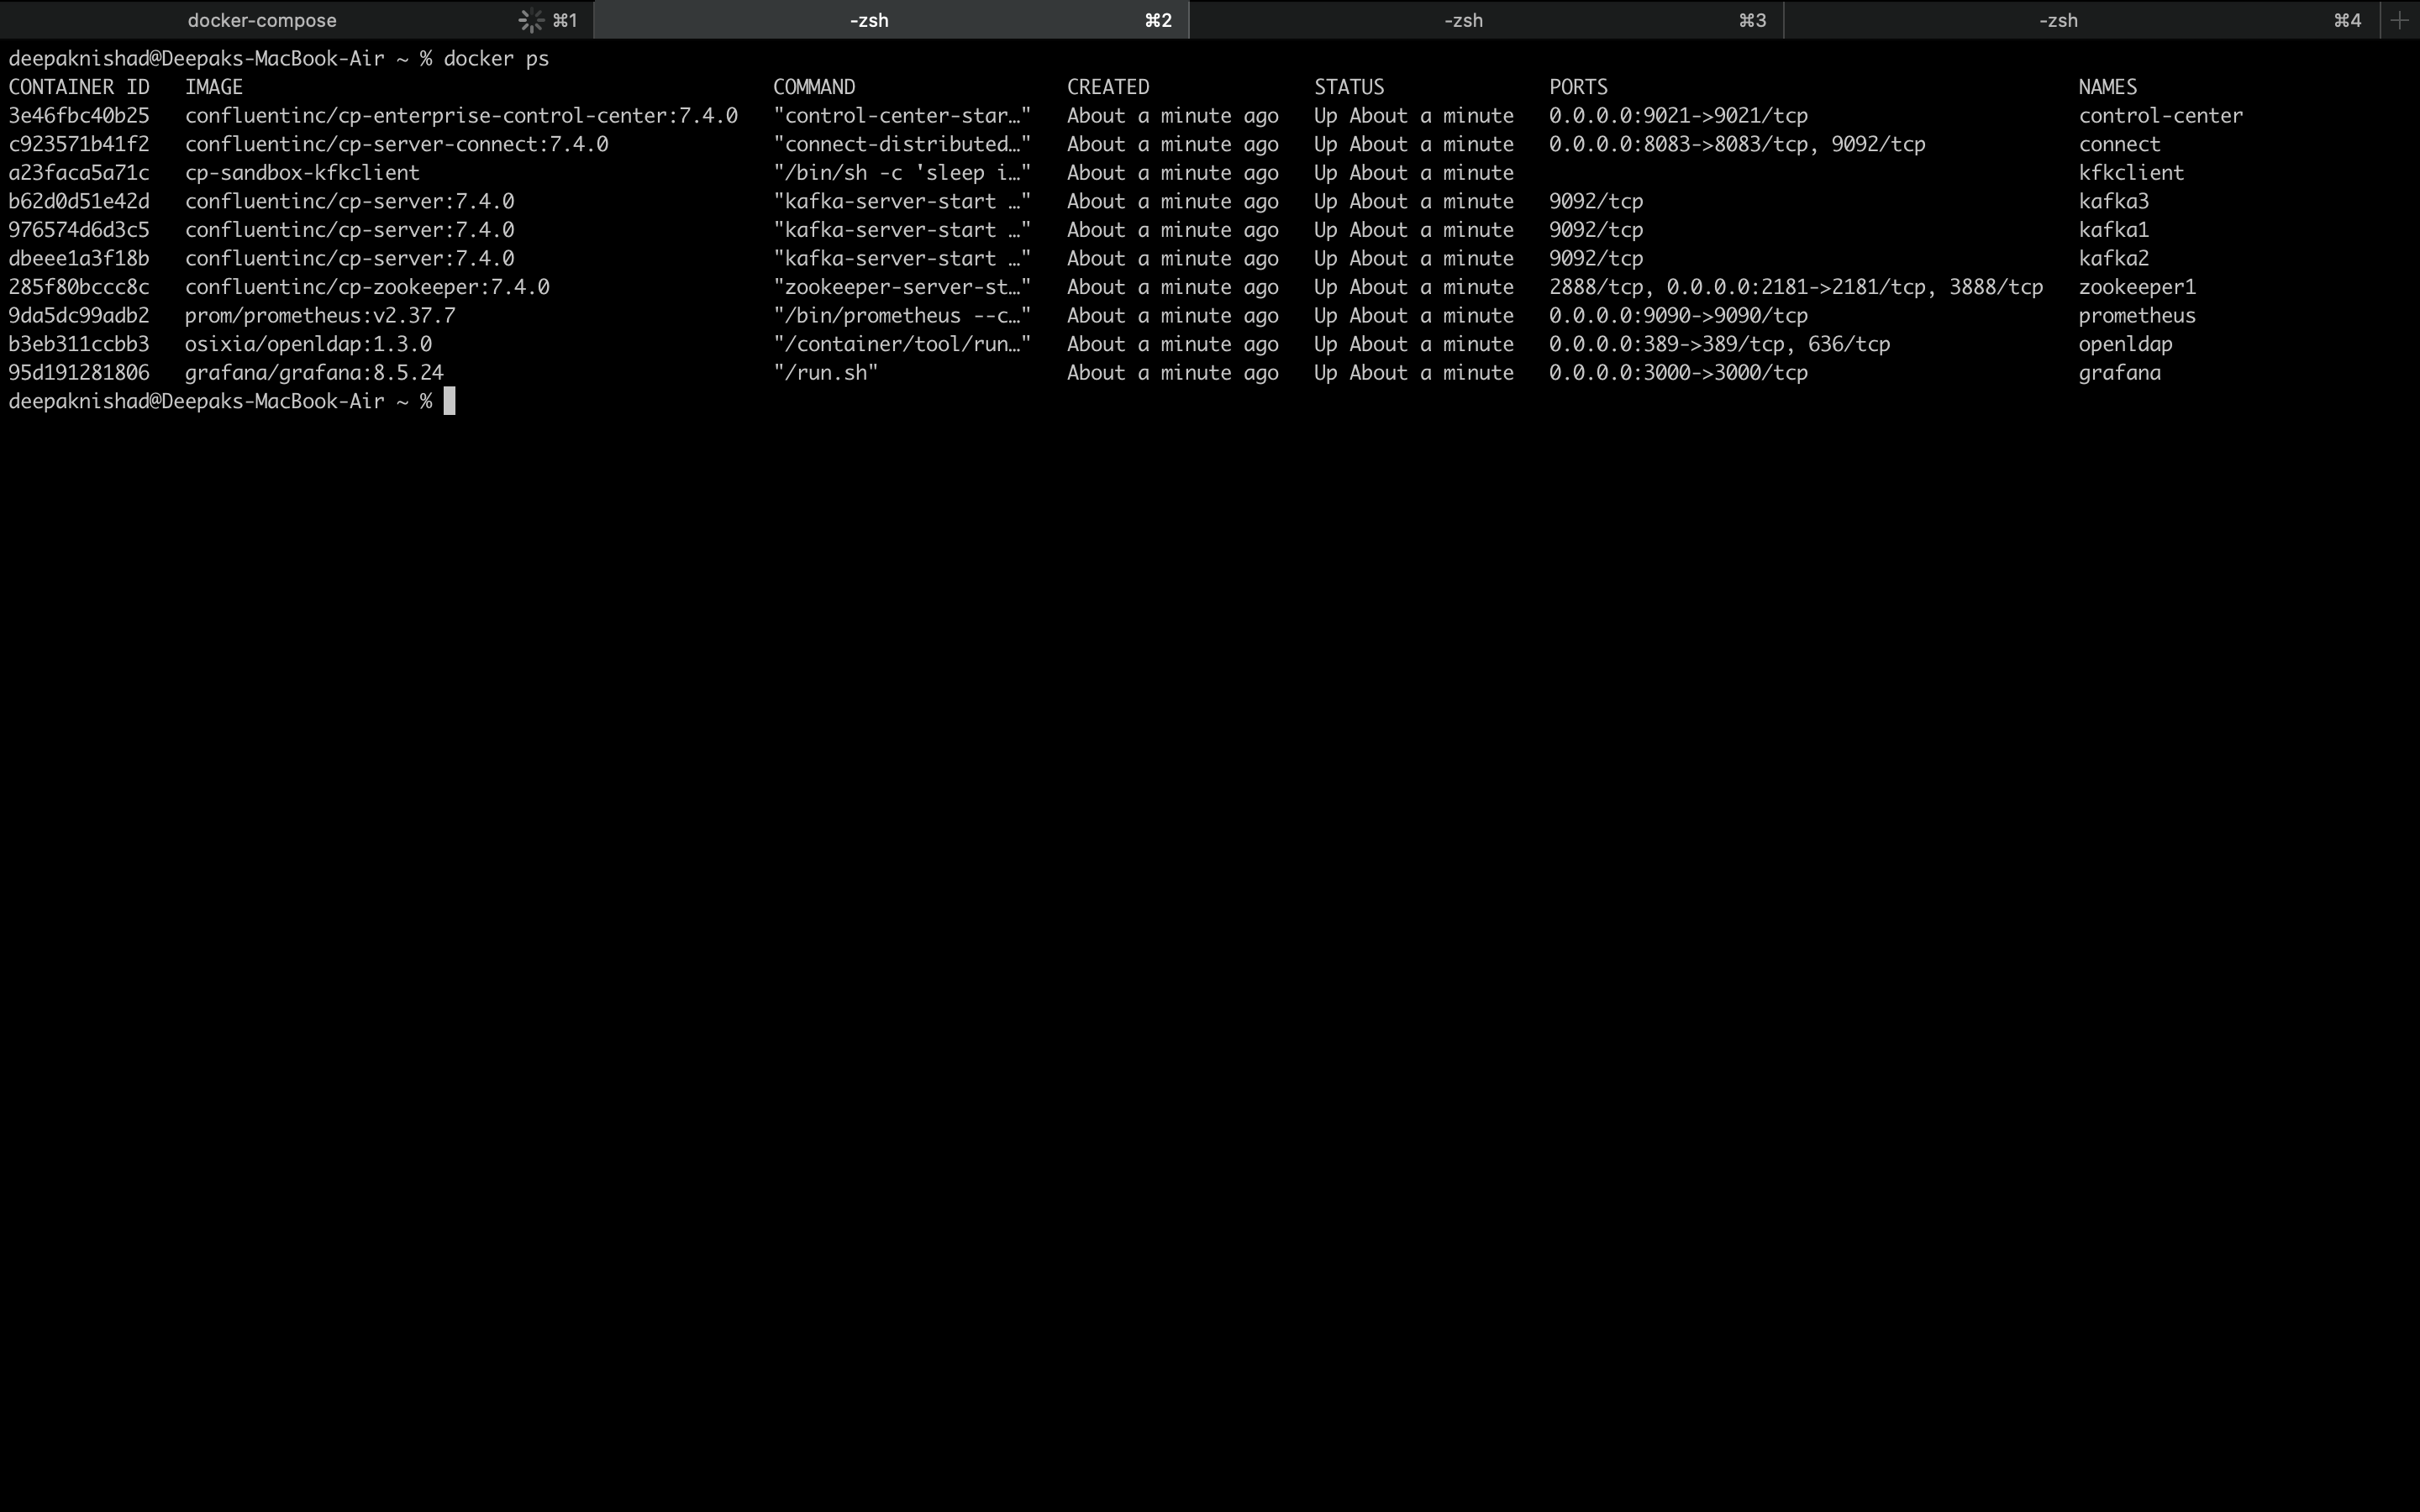 docker-compose ⌘1 -zsh ⌘2 -zsh ⌘3 -zsh ⌘4 +
deepaknishad@Deepaks-MacBook-Air ~ % docker ps
CONTAINER ID   IMAGE                                             COMMAND                  CREATED              STATUS              PORTS                                        NAMES
3e46fbc40b25   confluentinc/cp-enterprise-control-center:7.4.0   "control-center-star…"   About a minute ago   Up About a minute   0.0.0.0:9021->9021/tcp                       control-center
c923571b41f2   confluentinc/cp-server-connect:7.4.0              "connect-distributed…"   About a minute ago   Up About a minute   0.0.0.0:8083->8083/tcp, 9092/tcp             connect
a23faca5a71c   cp-sandbox-kfkclient                              "/bin/sh -c 'sleep i…"   About a minute ago   Up About a minute                                                kfkclient
b62d0d51e42d   confluentinc/cp-server:7.4.0                      "kafka-server-start …"   About a minute ago   Up About a minute   9092/tcp                                     kafka3
976574d6d3c5   confluentinc/cp-server:7.4.0                      "kafka-server-start …"   About a minute ago   Up About a minute   9092/tcp                                     kafka1
dbeee1a3f18b   confluentinc/cp-server:7.4.0                      "kafka-server-start …"   About a minute ago   Up About a minute   9092/tcp                                     kafka2
285f80bccc8c   confluentinc/cp-zookeeper:7.4.0                   "zookeeper-server-st…"   About a minute ago   Up About a minute   2888/tcp, 0.0.0.0:2181->2181/tcp, 3888/tcp   zookeeper1
9da5dc99adb2   prom/prometheus:v2.37.7                           "/bin/prometheus --c…"   About a minute ago   Up About a minute   0.0.0.0:9090->9090/tcp                       prometheus
b3eb311ccbb3   osixia/openldap:1.3.0                             "/container/tool/run…"   About a minute ago   Up About a minute   0.0.0.0:389->389/tcp, 636/tcp                openldap
95d191281806   grafana/grafana:8.5.24                            "/run.sh"                About a minute ago   Up About a minute   0.0.0.0:3000->3000/tcp                       grafana
deepaknishad@Deepaks-MacBook-Air ~ %